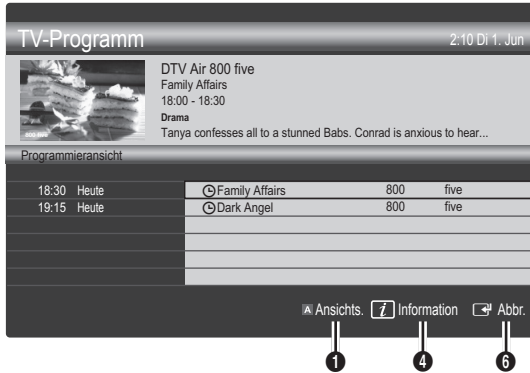 TV-Programm 2:10 Di 1. Jun
DTV Air 800 five
Family Affairs
18:00 - 18:30
Drama
Tanya confesses all to a stunned Babs. Conrad is anxious to hear...
800 five
Programmieransicht
18:30 Heute Family Affairs 800 five
19:15 Heute Dark Angel 800 five
A Ansichts. i Information Abbr.
1 4 6